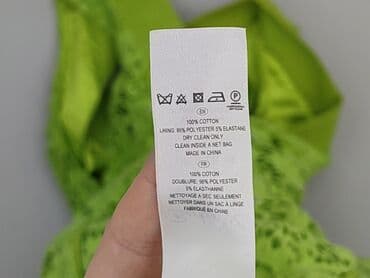 EN
100% COTTON
LINING: 95% POLYESTER 5% ELASTANE
DRY CLEAN ONLY
CLEAN INSIDE A NET BAG
MADE IN CHINA
FR
100% COTON
DOUBLURE: 95% POLYESTER
5% ELASTHANNE
NETTOYAGE A SEC SEULEMENT
NETTOYER DANS UN SAC À LINGE
FABRIQUÉ EN CHINE